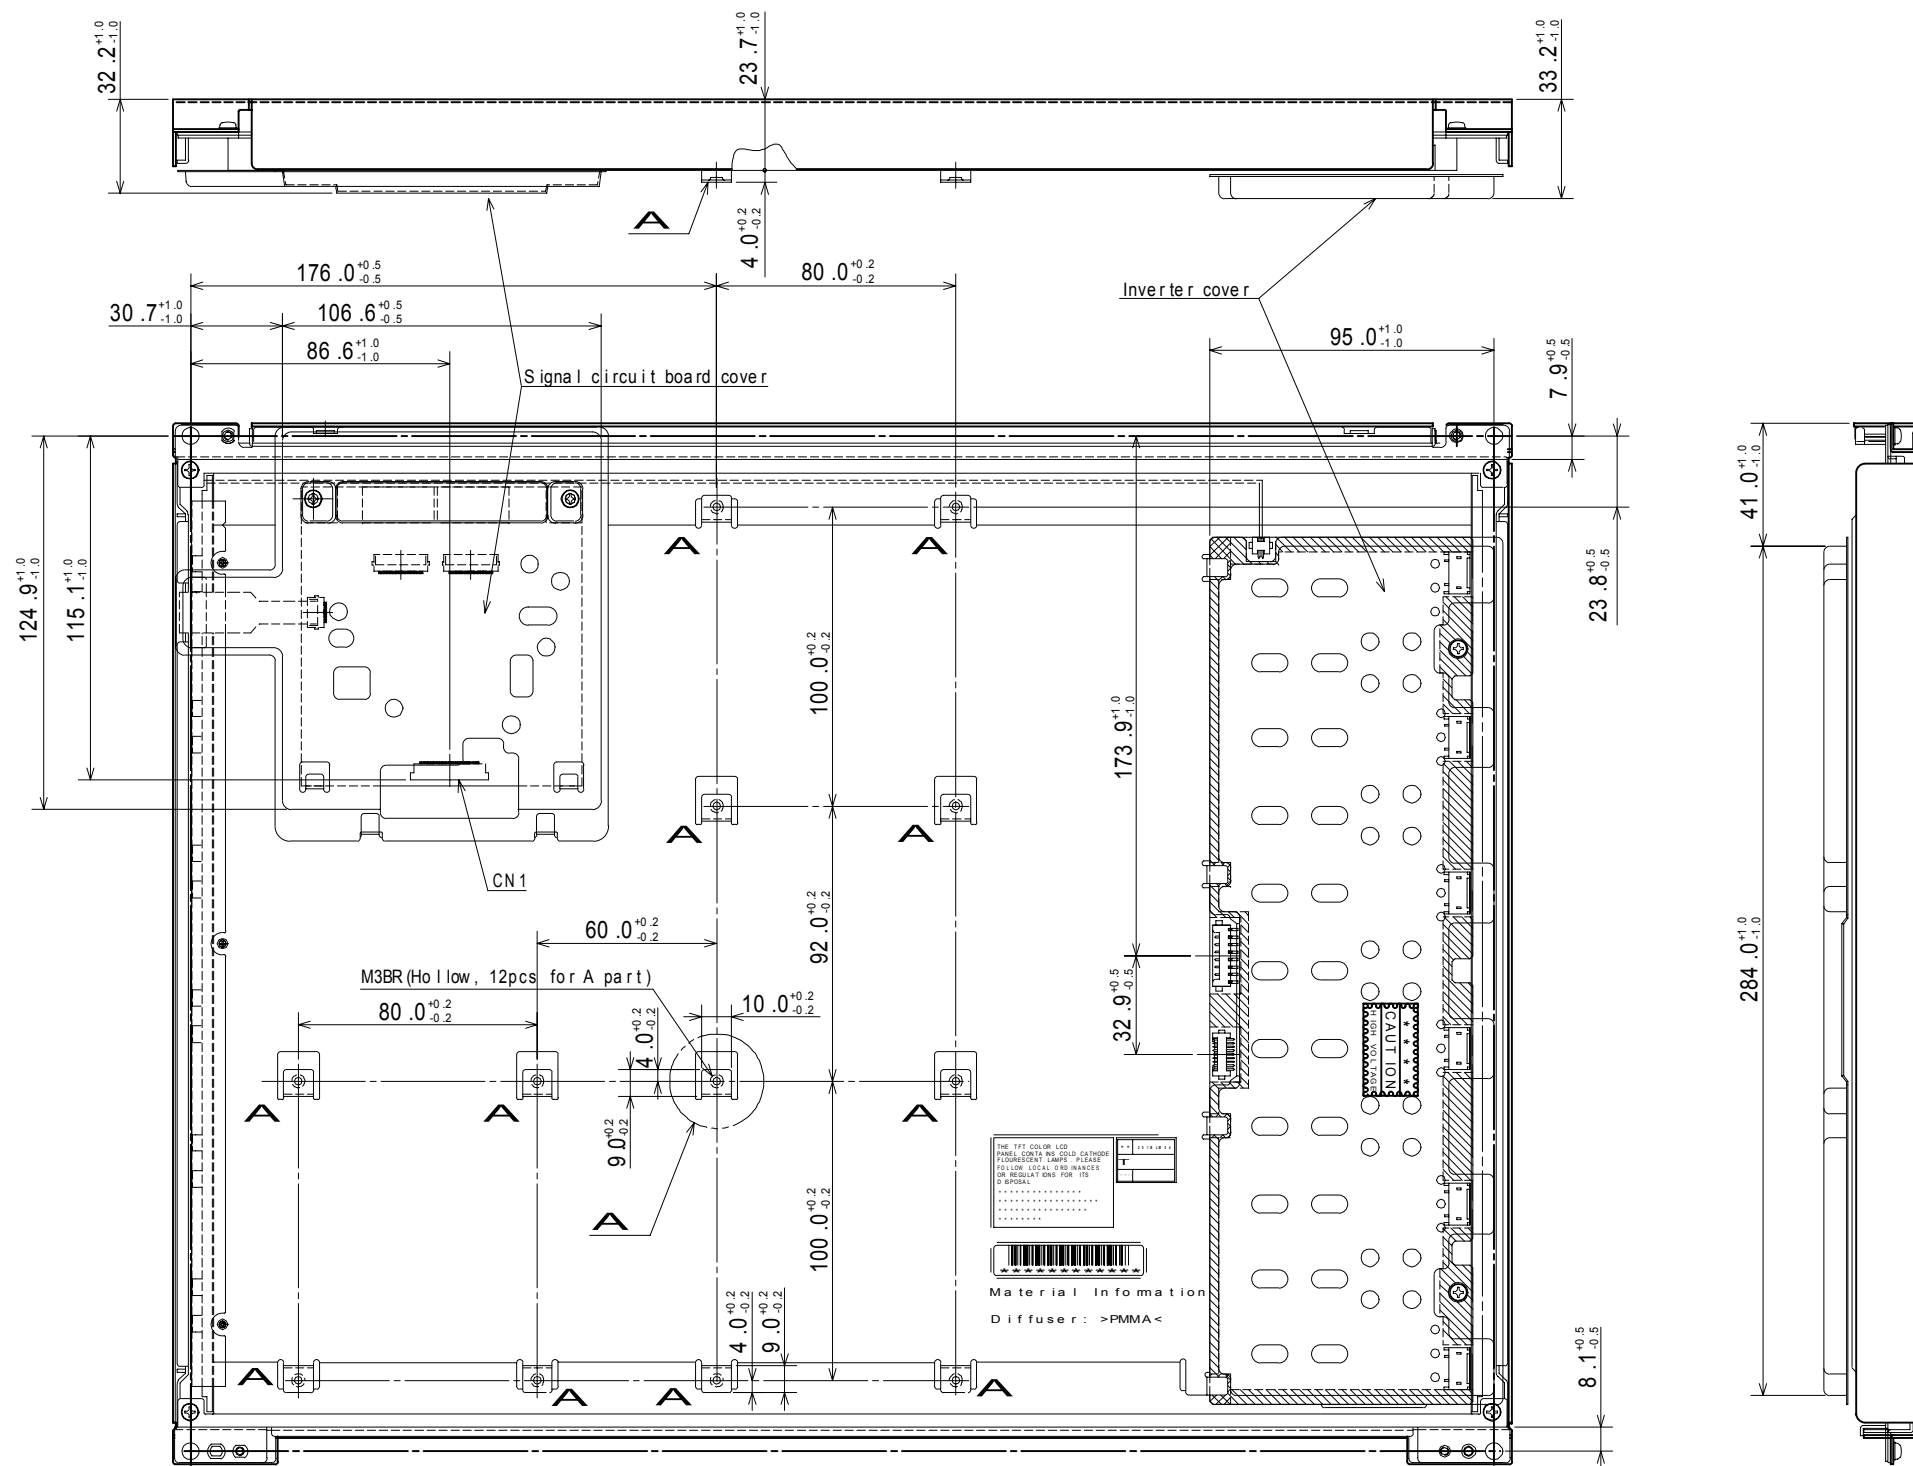 32.2+1.0-1.0
23.7+1.0-1.0
33.2+1.0-1.0
A
4.0+0.2-0.2
176.0+0.5-0.5
80.0+0.2-0.2
Inverter cover
30.7+1.0-1.0
106.6+0.5-0.5
86.6+1.0-1.0
95.0+1.0-1.0
7.9+0.5-0.5
Signal circuit board cover
41.0+1.0-1.0
A
A
124.9+1.0-1.0
115.1+1.0-1.0
23.8+0.5-0.5
100.0+0.2-0.2
173.9+1.0-1.0
A
A
CN1
60.0+0.2-0.2
92.0+0.2-0.2
284.0+1.0-1.0
M3BR(Hollow, 12pcs for A part)
80.0+0.2-0.2
4.0+0.2-0.2
10.0+0.2-0.2
32.9+0.5-0.5
CAUTION
HIGH VOLTAGE
A
A
A
9.0+0.2-0.2
THE TFT COLOR LCD
PANEL CONTAINS COLD CATHODE
FLOURESCENT LAMPS. PLEASE
FOLLOW LOCAL ORDINANCES
OR REGULATIONS FOR ITS
DISPOSAL
A
100.0+0.2-0.2
Material Infomation
Diffuser: >PMMA<
4.0+0.2-0.2
9.0+0.2-0.2
8.1+0.5-0.5
A
A
A
A